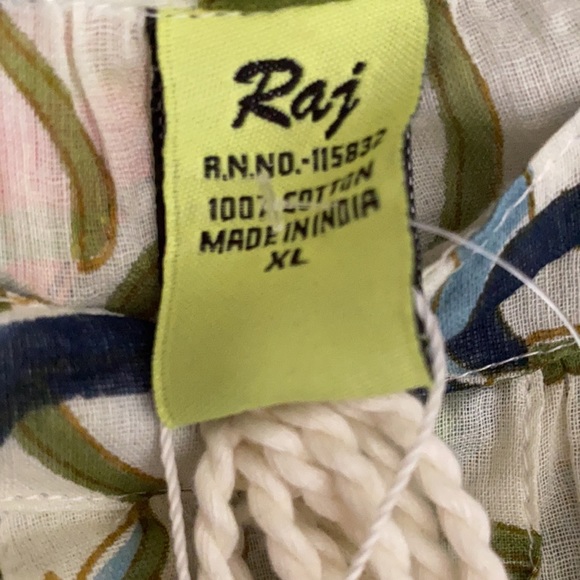 Raj
R.N.NO.-115832
100% COTTON
MADE IN INDIA
XL